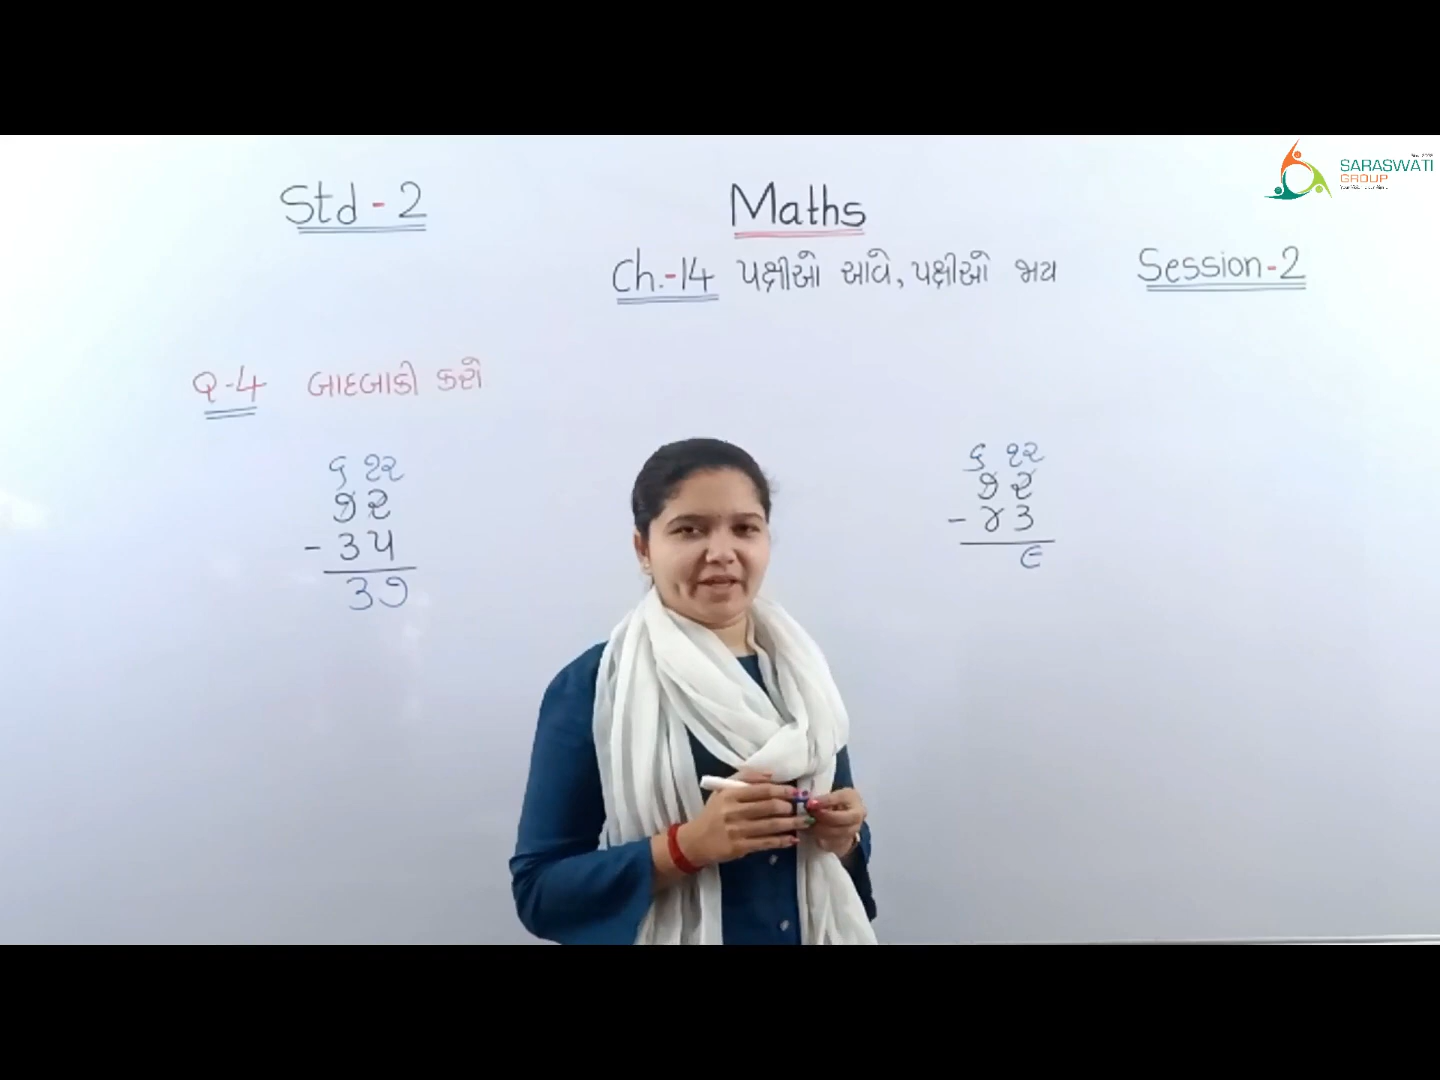 SARASWATI
GROUP
Std-2
Maths
Ch.-14 પક્ષીઓ આવે, પક્ષીઓ જાય
Session-2
Q-4 બાદબાકી કરો
૬ ૧૨
૭૨
- ૩૫
૩૭
૬ ૧૨
૭૨
- ૪૩
૯